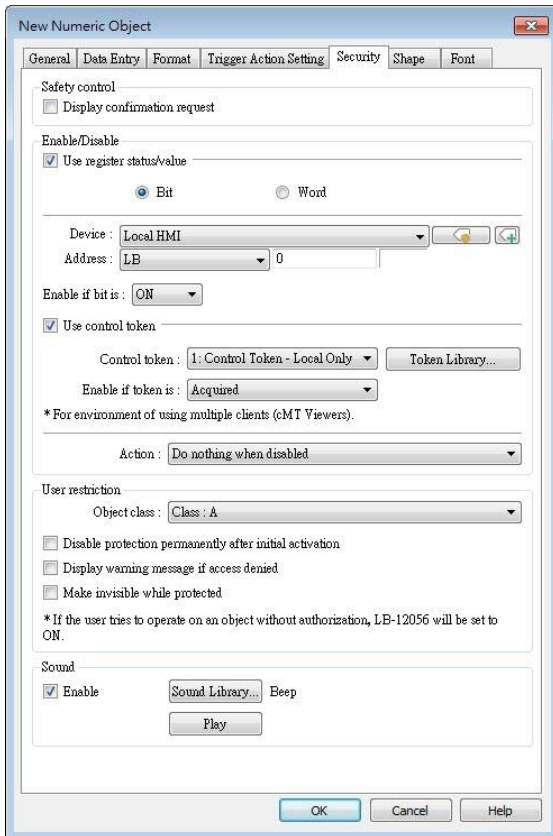 New Numeric Object
General Data Entry Format Trigger Action Setting Security Shape Font
Safety control
Display confirmation request
Enable/Disable
Use register status/value
Bit Word
Device : Local HMI
Address : LB 0
Enable if bit is : ON
Use control token
Control token : 1: Control Token - Local Only Token Library...
Enable if token is : Acquired
* For environment of using multiple clients (cMT Viewers).
Action : Do nothing when disabled
User restriction
Object class : Class : A
Disable protection permanently after initial activation
Display warning message if access denied
Make invisible while protected
* If the user tries to operate on an object without authorization, LB-12056 will be set to
ON.
Sound
Enable Sound Library... Beep
Play
OK Cancel Help